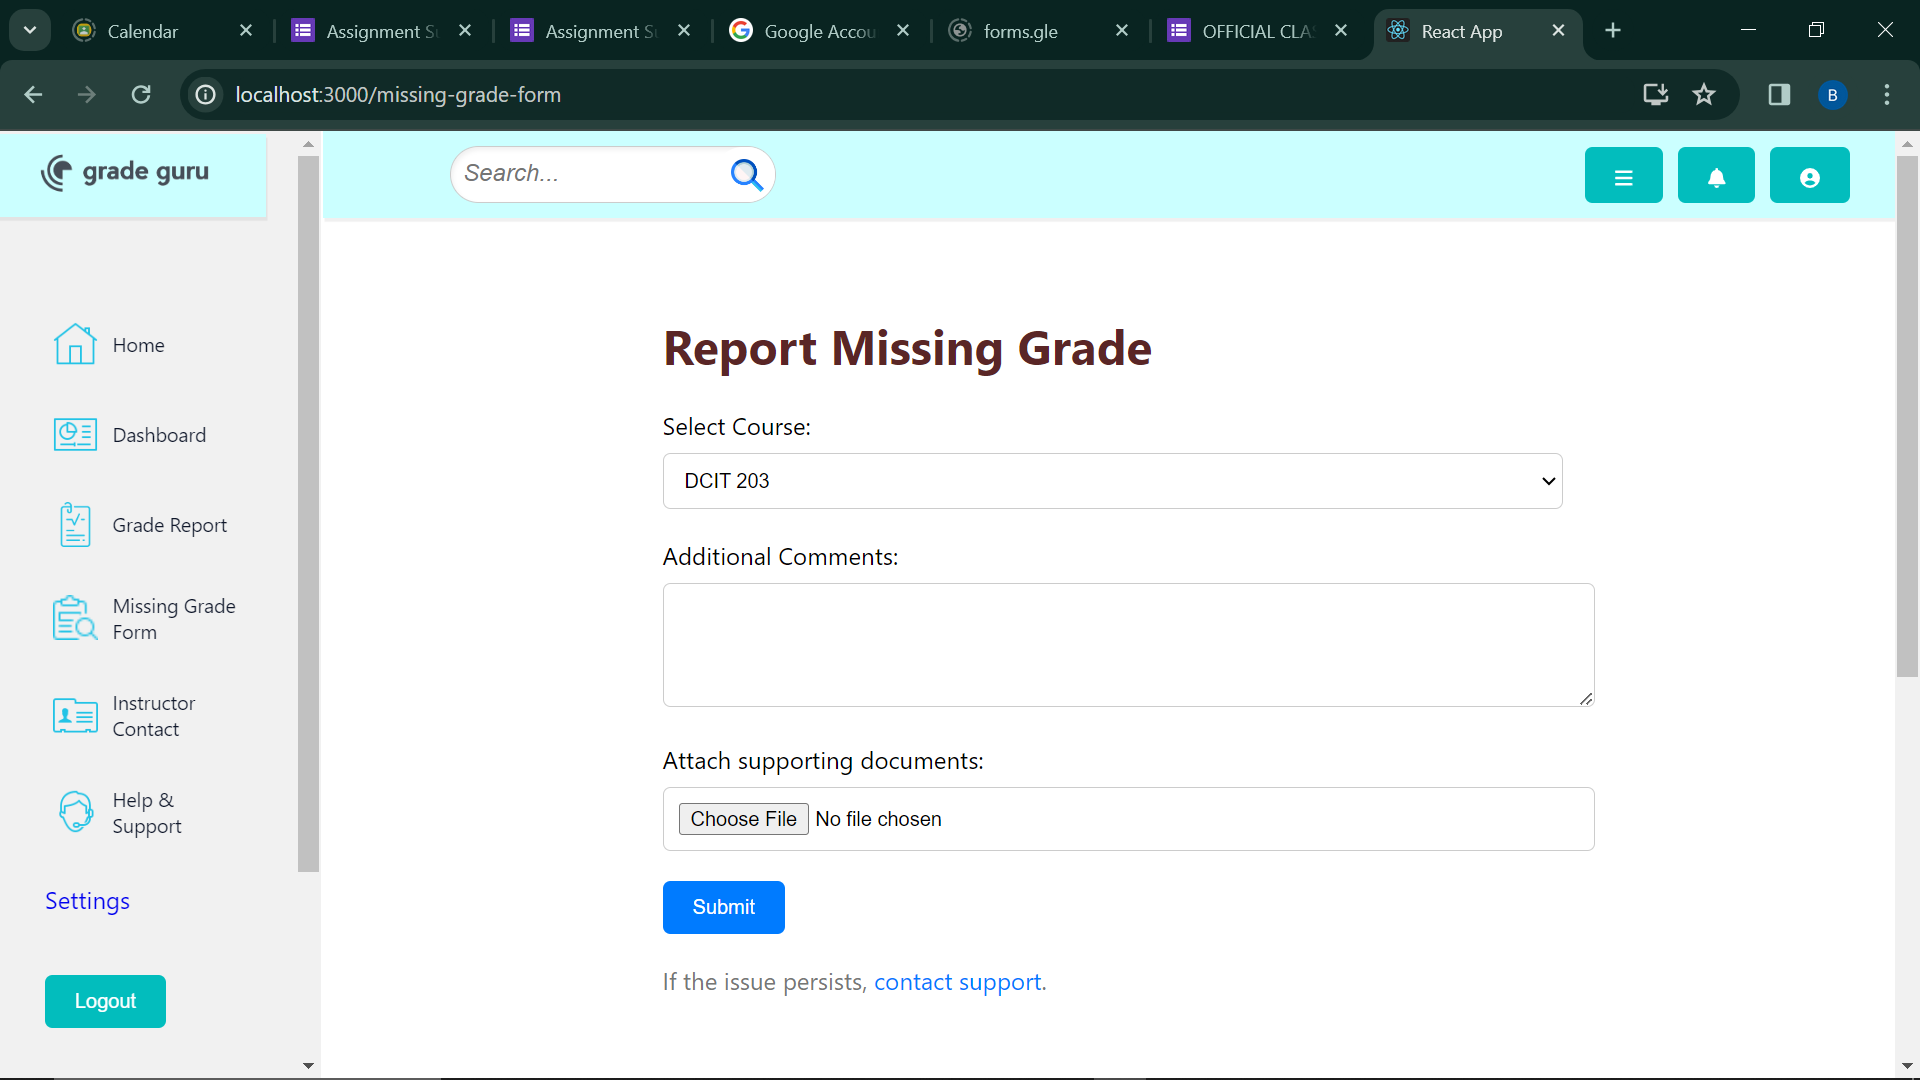 Calendar
Assignment Su
Assignment Su
Google Accou
forms.gle
OFFICIAL CLA
React App
localhost:3000/missing-grade-form
B
grade guru
Search...
Home
Dashboard
Grade Report
Missing Grade
Form
Instructor
Contact
Help &
Support
Settings
Logout
Report Missing Grade
Select Course:
DCIT 203
Additional Comments:
Attach supporting documents:
Choose File No file chosen
Submit
If the issue persists, contact support.